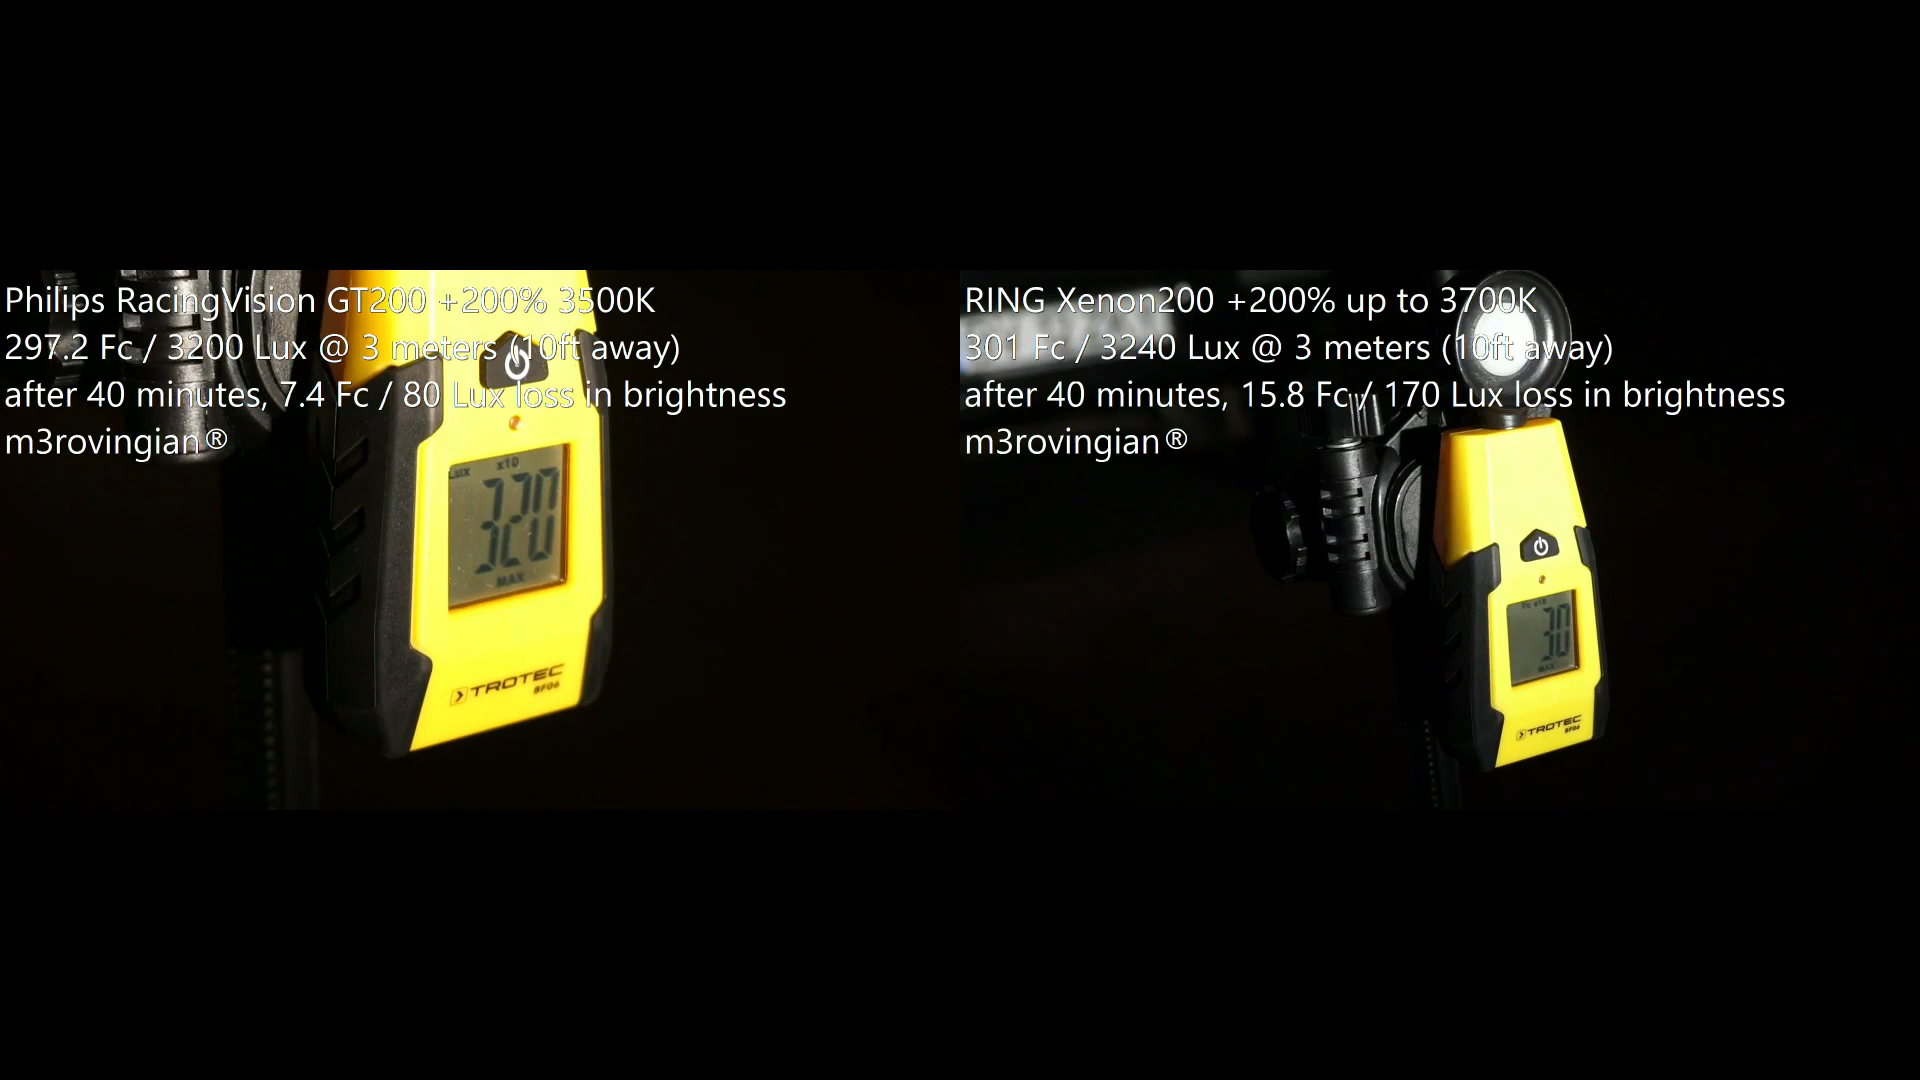 Philips RacingVision GT200 +200% 3500K
297.2 Fc / 3200 Lux @ 3 meters (10ft away)
after 40 minutes, 7.4 Fc / 80 Lux loss in brightness
m3rovingian®
LUX x10
320
MAX
TROTEC
BF06
RING Xenon200 +200% up to 3700K
301 Fc / 3240 Lux @ 3 meters (10ft away)
after 40 minutes, 15.8 Fc / 170 Lux loss in brightness
m3rovingian®
Fc x10
30
MAX
TROTEC
BF06